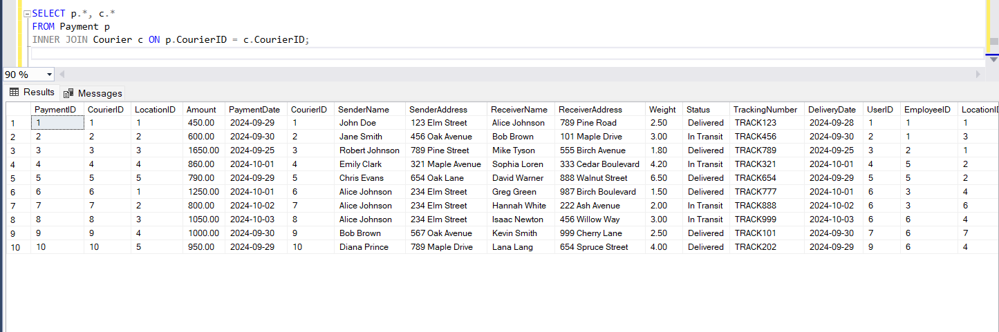 SELECT p.*, c.*
FROM Payment p
INNER JOIN Courier c ON p.CourierID = c.CourierID;
90 %
Results Messages
PaymentID CourierID LocationID Amount PaymentDate CourierID SenderName SenderAddress ReceiverName ReceiverAddress Weight Status TrackingNumber DeliveryDate UserID EmployeeID LocationID
1 1 1 1 450.00 2024-09-29 1 John Doe 123 Elm Street Alice Johnson 789 Pine Road 2.50 Delivered TRACK123 2024-09-28 1 1 1
2 2 2 2 600.00 2024-09-30 2 Jane Smith 456 Oak Avenue Bob Brown 101 Maple Drive 3.00 In Transit TRACK456 2024-09-30 2 1 3
3 3 3 3 1650.00 2024-09-25 3 Robert Johnson 789 Pine Street Mike Tyson 555 Birch Avenue 1.80 Delivered TRACK789 2024-09-25 3 2 1
4 4 4 4 860.00 2024-10-01 4 Emily Clark 321 Maple Avenue Sophia Loren 333 Cedar Boulevard 4.20 In Transit TRACK321 2024-10-01 4 5 2
5 5 5 5 790.00 2024-09-29 5 Chris Evans 654 Oak Lane David Warner 888 Walnut Street 6.50 Delivered TRACK654 2024-09-29 5 5 2
6 6 6 1 1250.00 2024-10-01 6 Alice Johnson 234 Elm Street Greg Green 987 Birch Boulevard 1.50 Delivered TRACK777 2024-10-01 6 3 4
7 7 7 2 800.00 2024-10-02 7 Alice Johnson 234 Elm Street Hannah White 222 Ash Avenue 2.00 In Transit TRACK888 2024-10-02 6 3 6
8 8 8 3 1050.00 2024-10-03 8 Alice Johnson 234 Elm Street Isaac Newton 456 Willow Way 3.00 In Transit TRACK999 2024-10-03 6 6 4
9 9 9 4 1000.00 2024-09-30 9 Bob Brown 567 Oak Avenue Kevin Smith 999 Cherry Lane 2.50 Delivered TRACK101 2024-09-30 7 6 7
10 10 10 5 950.00 2024-09-29 10 Diana Prince 789 Maple Drive Lana Lang 654 Spruce Street 4.00 Delivered TRACK202 2024-09-29 9 6 4